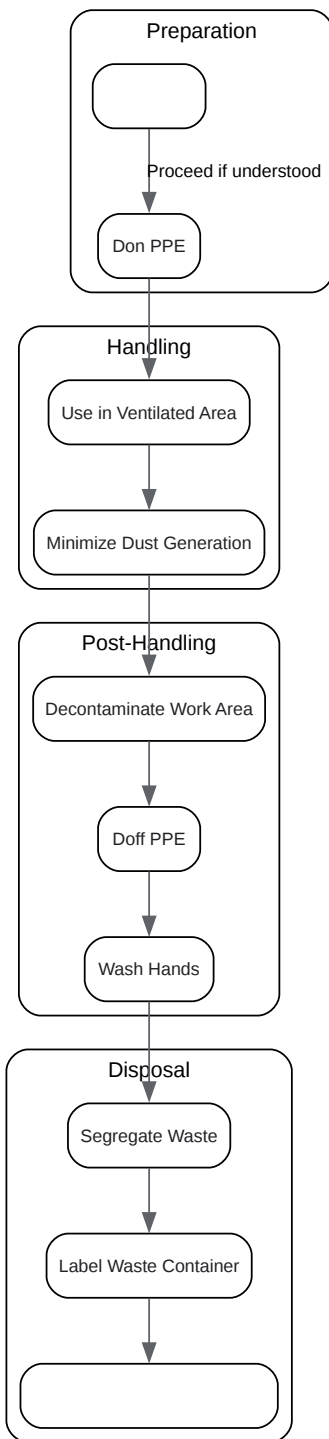 Preparation
Proceed if understood
Don PPE
Handling
Use in Ventilated Area
Minimize Dust Generation
Post-Handling
Decontaminate Work Area
Doff PPE
Wash Hands
Disposal
Segregate Waste
Label Waste Container